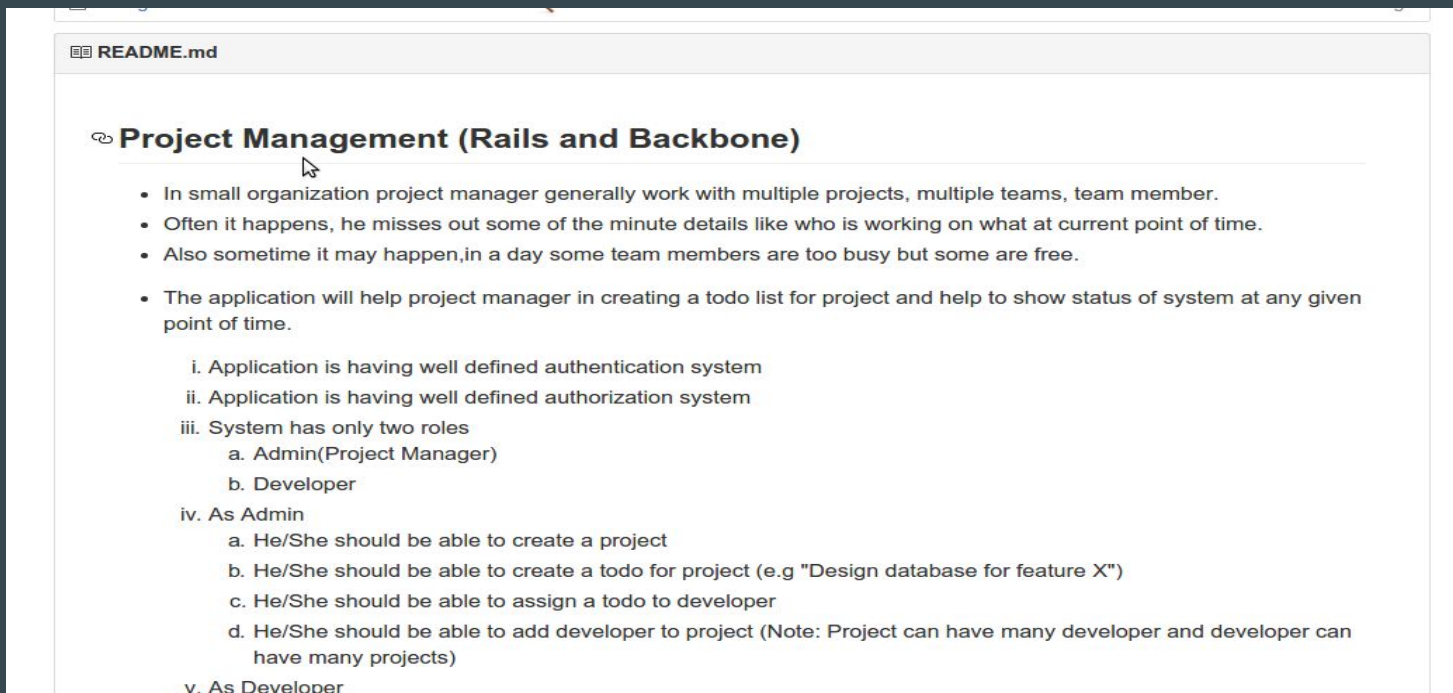 README.md
Project Management (Rails and Backbone)
• In small organization project manager generally work with multiple projects, multiple teams, team member.
• Often it happens, he misses out some of the minute details like who is working on what at current point of time.
• Also sometime it may happen,in a day some team members are too busy but some are free.
• The application will help project manager in creating a todo list for project and help to show status of system at any given
point of time.
i. Application is having well defined authentication system
ii. Application is having well defined authorization system
iii. System has only two roles
a. Admin(Project Manager)
b. Developer
iv. As Admin
a. He/She should be able to create a project
b. He/She should be able to create a todo for project (e.g "Design database for feature X")
c. He/She should be able to assign a todo to developer
d. He/She should be able to add developer to project (Note: Project can have many developer and developer can
have many projects)
v. As Developer